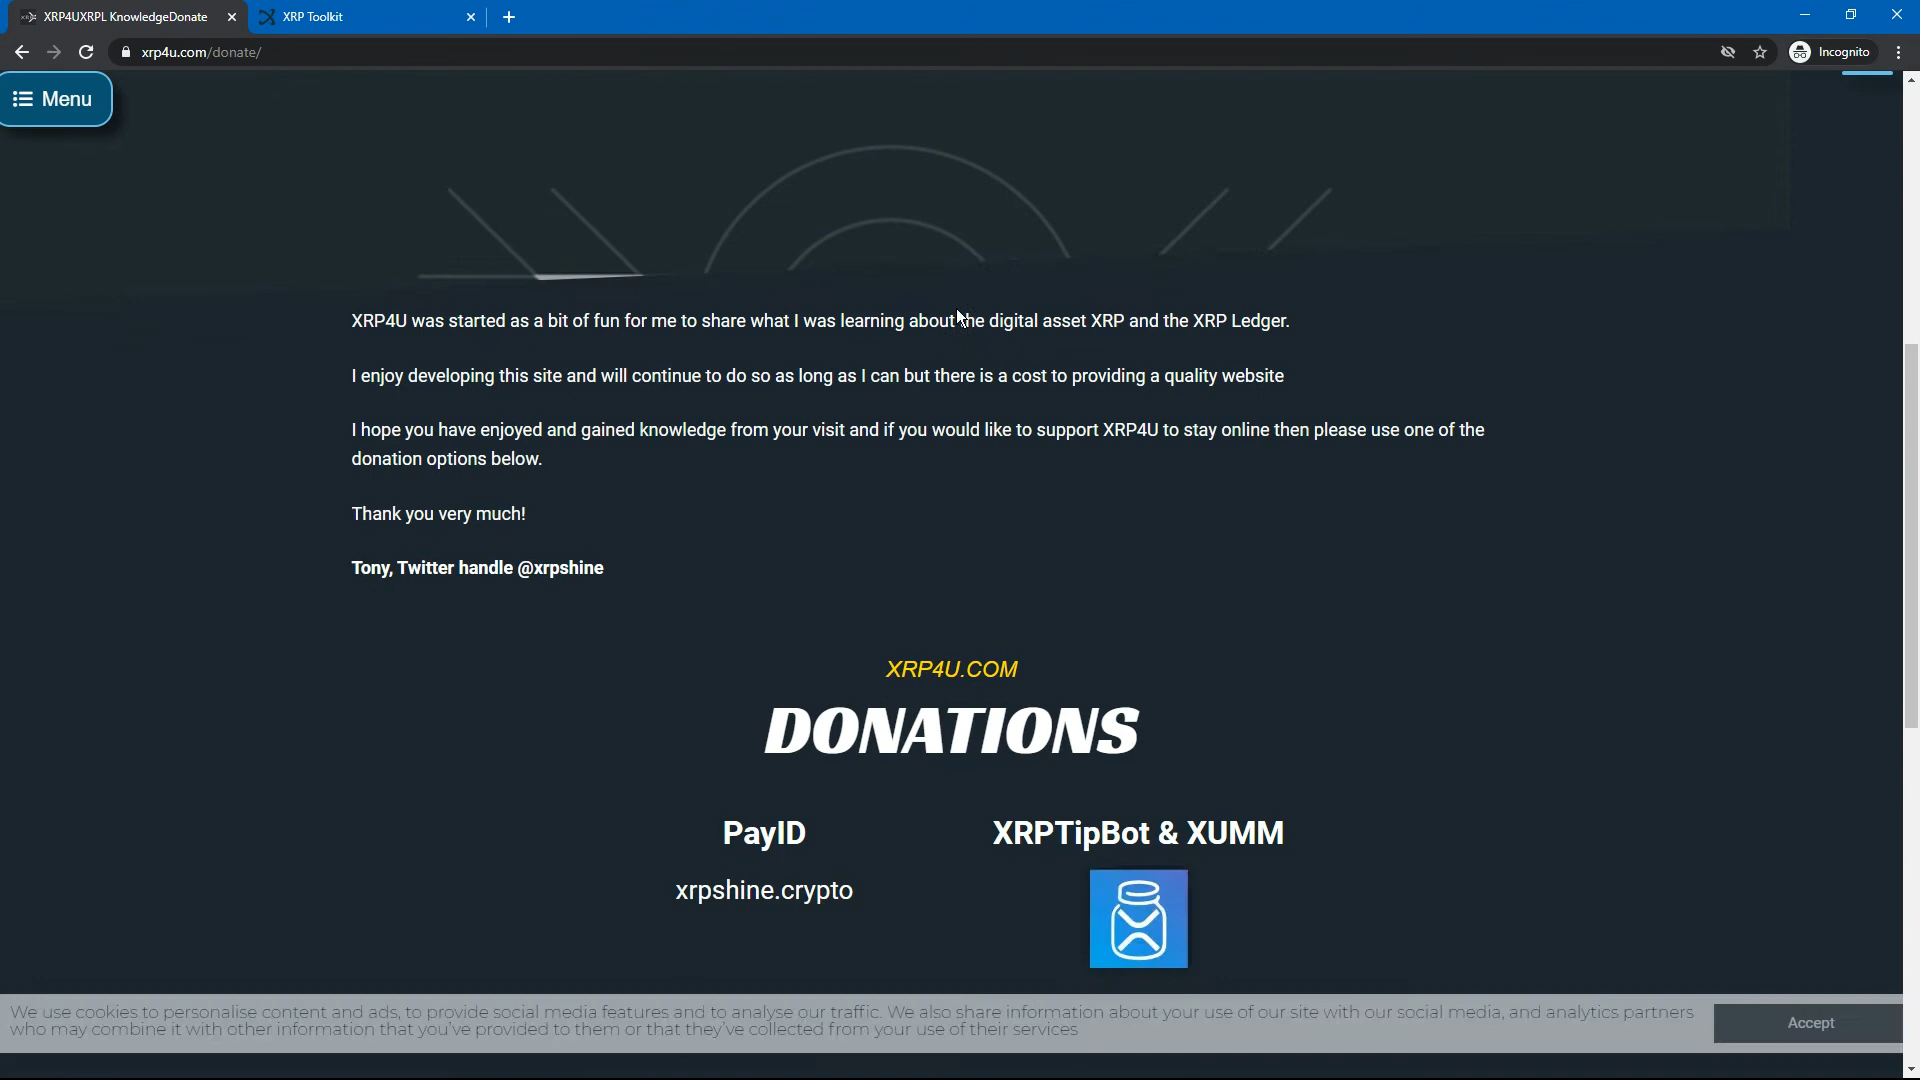 XRP4UXRPL KnowledgeDonate
XRP Toolkit
xrp4u.com/donate/
Incognito
Menu
XRP4U was started as a bit of fun for me to share what I was learning about the digital asset XRP and the XRP Ledger.
I enjoy developing this site and will continue to do so as long as I can but there is a cost to providing a quality website
I hope you have enjoyed and gained knowledge from your visit and if you would like to support XRP4U to stay online then please use one of the
donation options below.
Thank you very much!
Tony, Twitter handle @xrpshine
XRP4U.COM
DONATIONS
PayID
XRPTipBot & XUMM
xrpshine.crypto
We use cookies to personalise content and ads, to provide social media features and to analyse our traffic. We also share information about your use of our site with our social media, and analytics partners
who may combine it with other information that you've provided to them or that they've collected from your use of their services
Accept